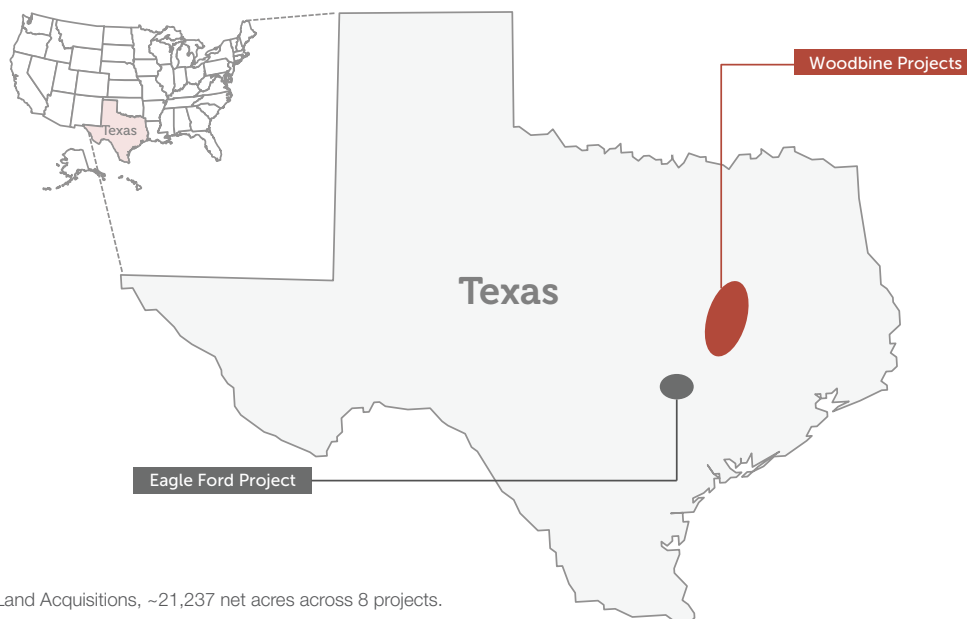 Texas
Woodbine Projects
Texas
Eagle Ford Project
Land Acquisitions, ~21,237 net acres across 8 projects.